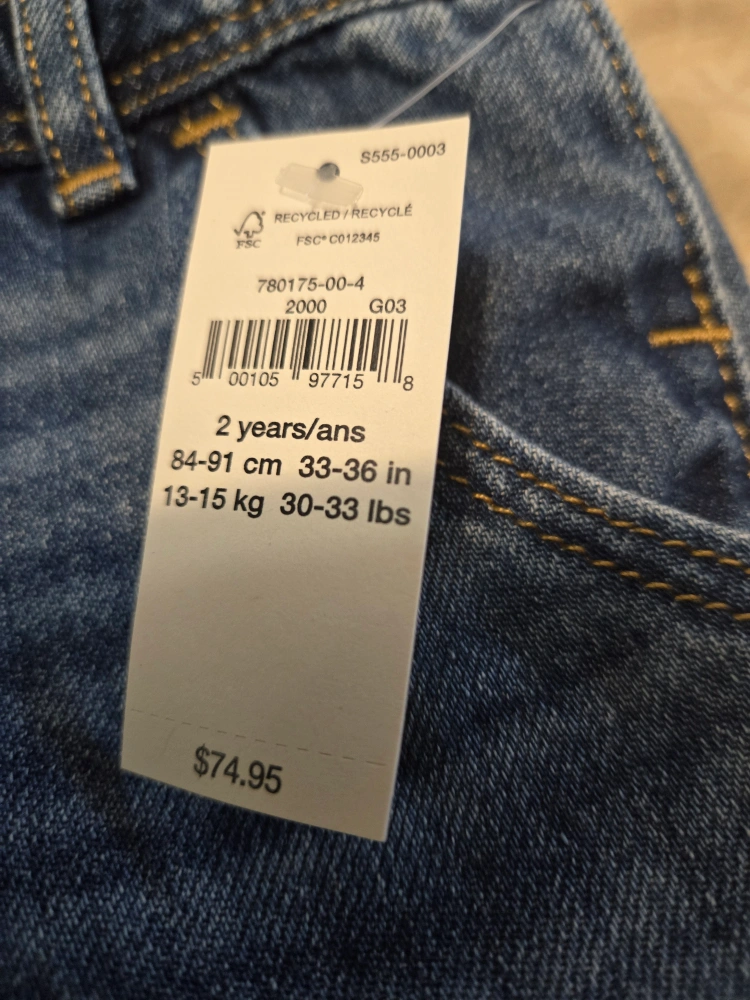 S555-0003
RECYCLED / RECYCLÉ
FSC
FSC® C012345
780175-00-4
2000 G03
5 00105 97715 8
2 years/ans
84-91 cm 33-36 in
13-15 kg 30-33 lbs
$74.95